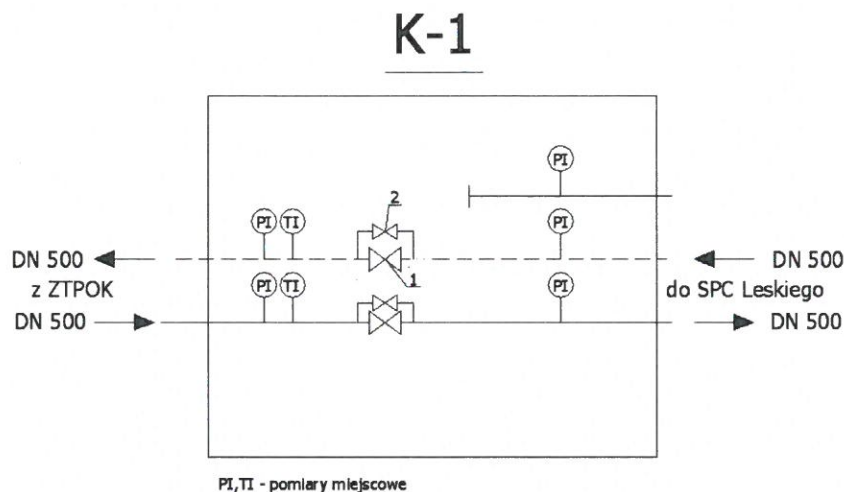 K-1
PI
2
PI TI PI
DN 500 DN 500
1
z ZTPOK PI TI PI do SPC Leskiego
DN 500 DN 500
PI,TI - pomiary miejscowe